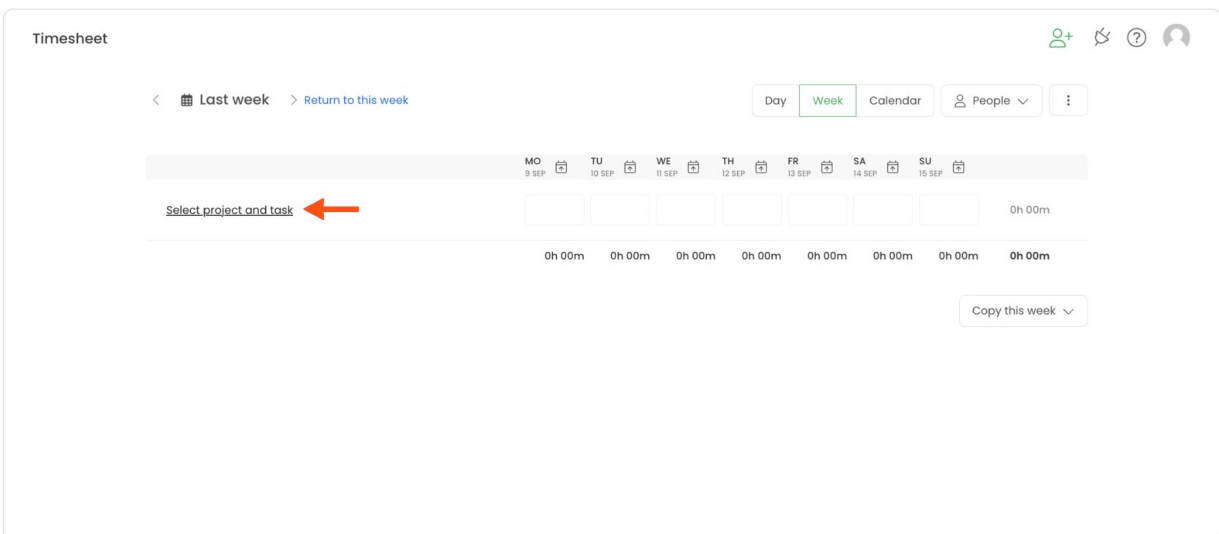 Timesheet
Last week Return to this week Day Week Calendar People
MO TU WE TH FR SA SU
9 SEP 10 SEP 11 SEP 12 SEP 13 SEP 14 SEP 15 SEP
Select project and task 0h 00m
0h 00m 0h 00m 0h 00m 0h 00m 0h 00m 0h 00m 0h 00m 0h 00m
Copy this week